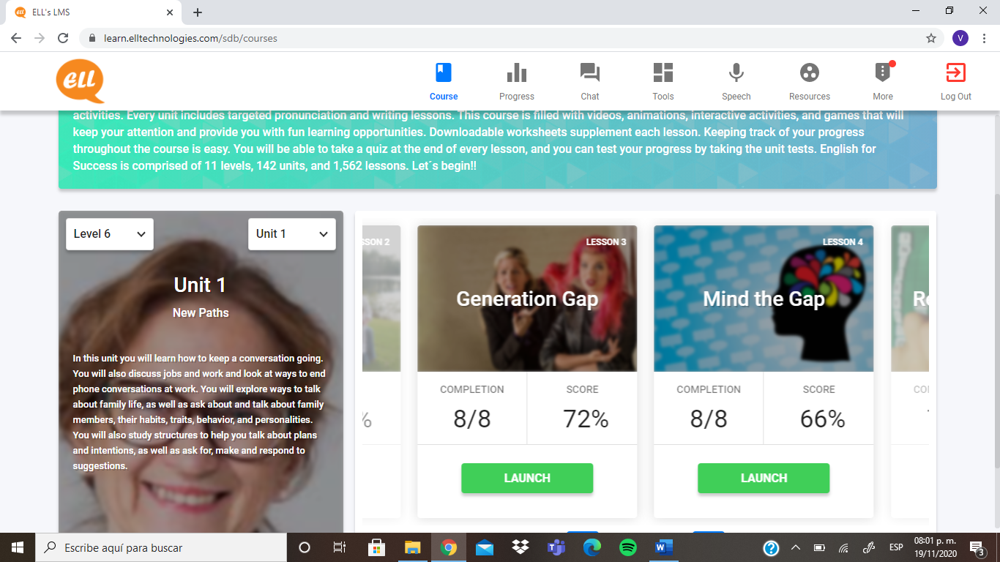 ELL's LMS
learn.elltechnologies.com/sdb/courses
V
ell
Course
Progress
Chat
Tools
Speech
Resources
More
Log Out
activities. Every unit includes targeted pronunciation and writing lessons. This course is filled with videos, animations, interactive activities, and games that will
keep your attention and provide you with fun learning opportunities. Downloadable worksheets supplement each lesson. Keeping track of your progress
throughout the course is easy. You will be able to take a quiz at the end of every lesson, and you can test your progress by taking the unit tests. English for
Success is comprised of 11 levels, 142 units, and 1,562 lessons. Let´s begin!!
Level 6
Unit 1
Unit 1
New Paths
In this unit you will learn how to keep a conversation going.
You will also discuss jobs and work and look at ways to end
phone conversations at work. You will explore ways to talk
about family life, as well as ask about and talk about family
members, their habits, traits, behavior, and personalities.
You will also study structures to help you talk about plans
and intentions, as well as ask for, make and respond to
suggestions.
SSON 2
%
LESSON 3
Generation Gap
COMPLETION
SCORE
8/8
72%
LAUNCH
LESSON 4
Mind the Gap
COMPLETION
SCORE
8/8
66%
LAUNCH
Escribe aquí para buscar
ESP
08:01 p. m.
19/11/2020
3